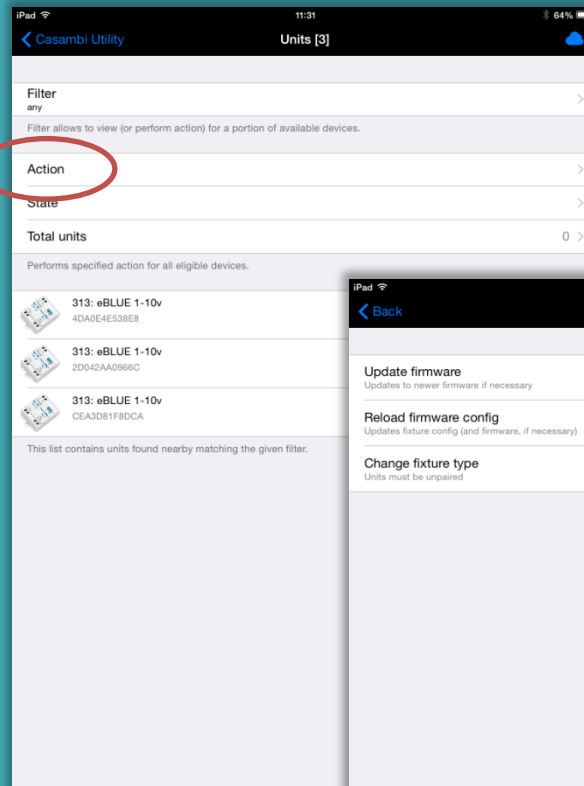 iPad 11:31 64%
Casambi Utility Units [3]
Filter
any
Filter allows to view (or perform action) for a portion of available devices.
Action
State
Total units 0
Performs specified action for all eligible devices.
313: eBLUE 1-10v
4DA0E4E538E8
313: eBLUE 1-10v
2D042AA0966C
313: eBLUE 1-10v
CEA3D81F8DCA
This list contains units found nearby matching the given filter.
iPad
Back
Update firmware
Updates to newer firmware if necessary
Reload firmware config
Updates fixture config (and firmware, if necessary)
Change fixture type
Units must be unpaired